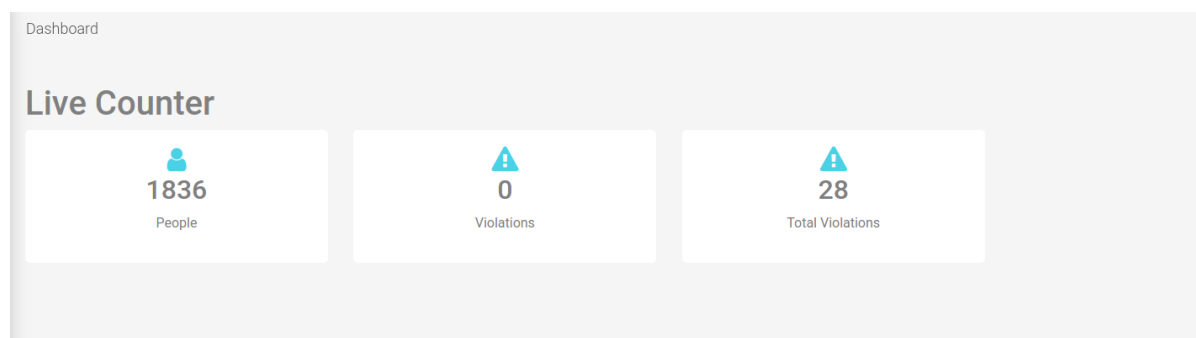 Dashboard
Live Counter
1836
People
0
Violations
28
Total Violations